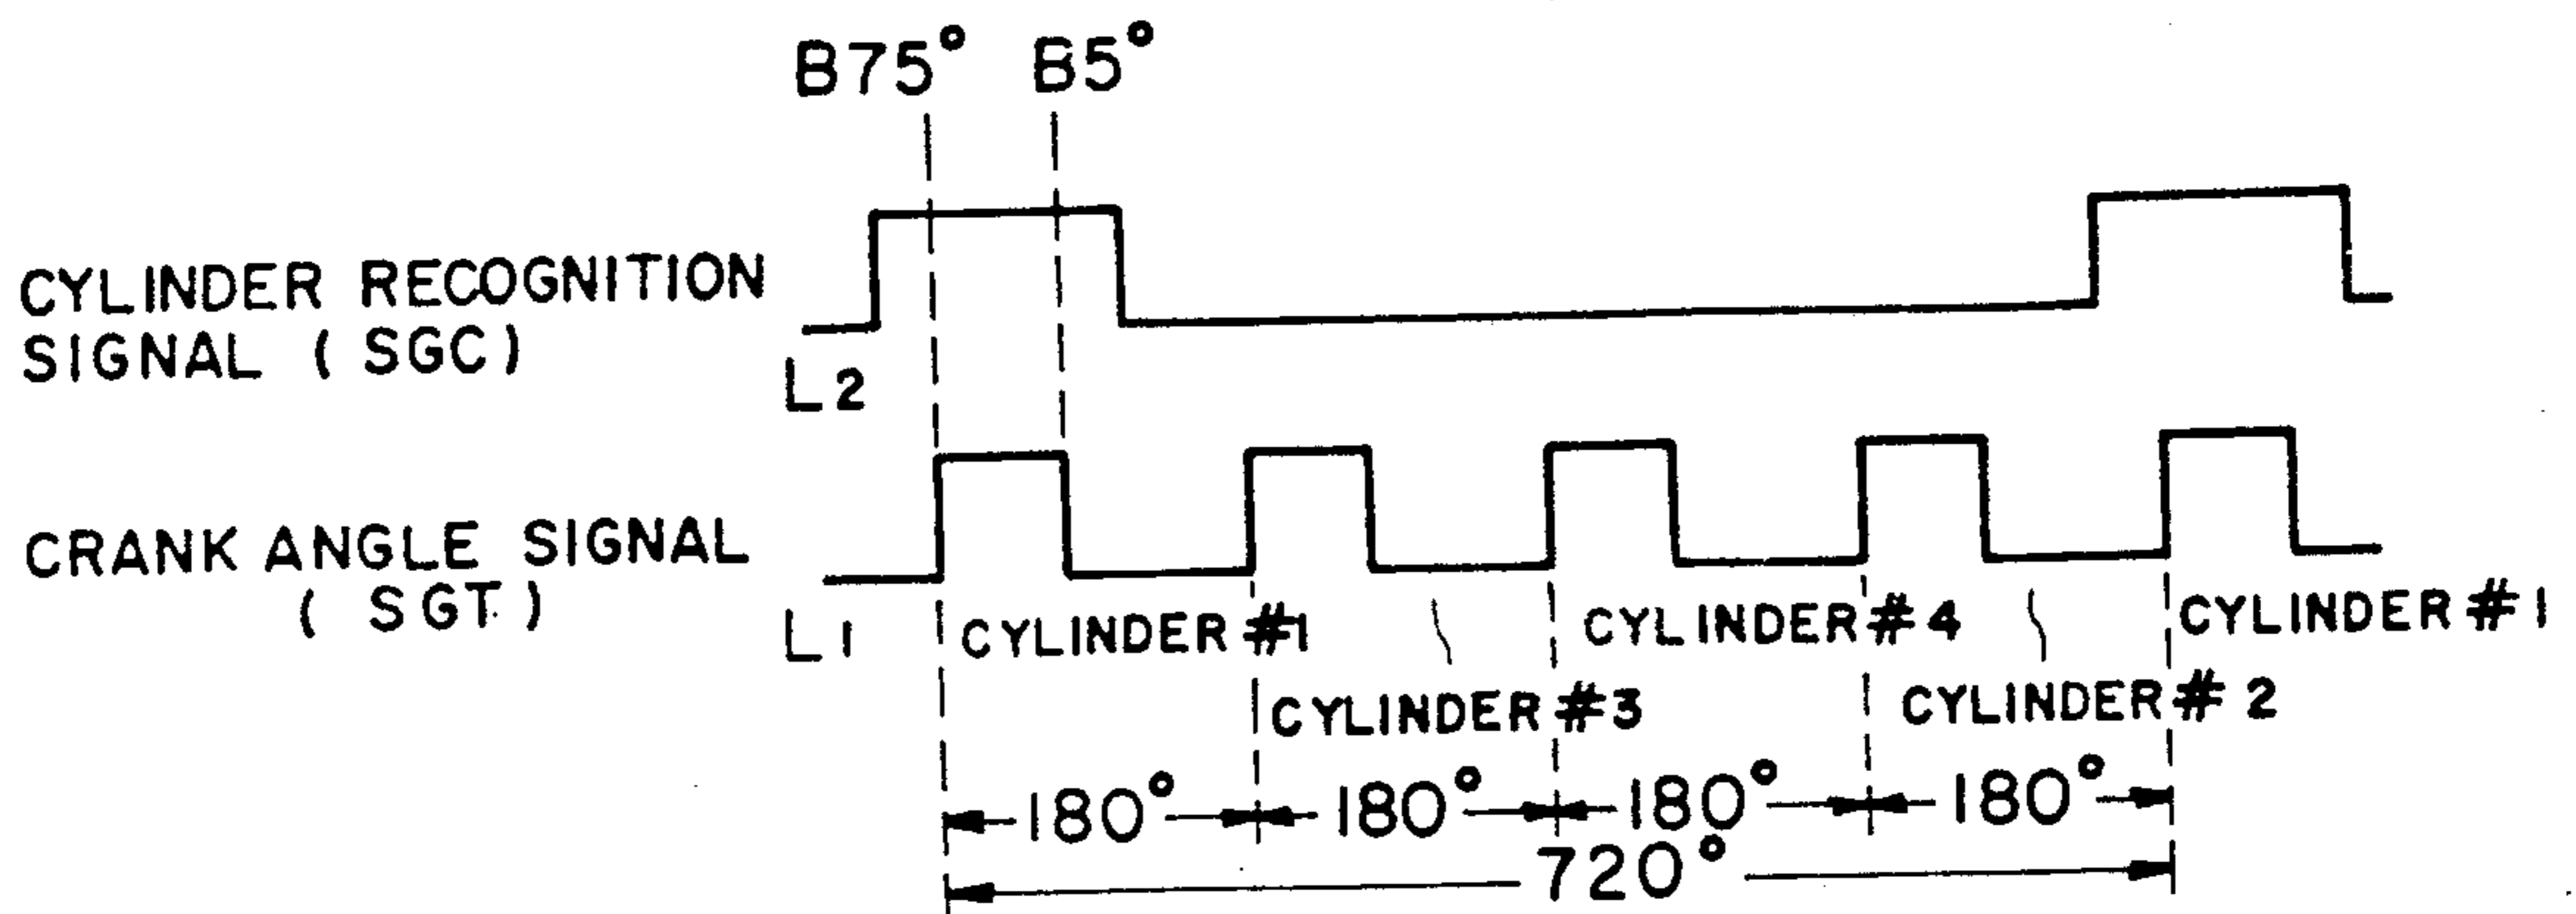 B75° B5°
CYLINDER RECOGNITION
SIGNAL ( SGC )
L2
CRANK ANGLE SIGNAL
( SGT )
L1
CYLINDER #1
CYLINDER #3
CYLINDER #4
CYLINDER # 2
CYLINDER #1
180° 180° 180° 180°
720°